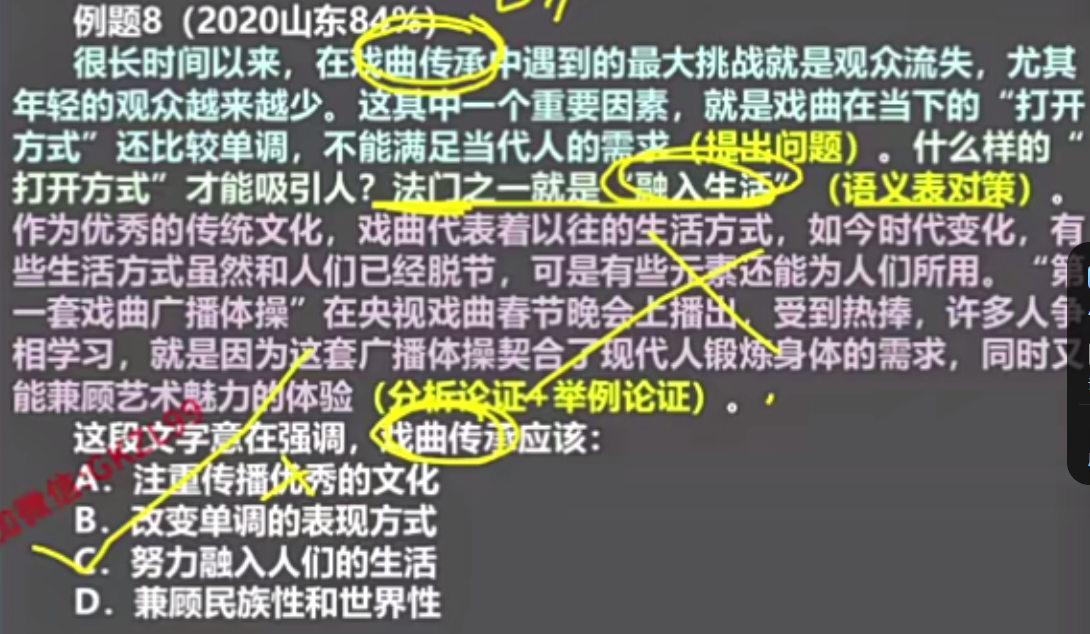 例题8（2020山东84%）
很长时间以来，在戏曲传承中遇到的最大挑战就是观众流失，尤其
年轻的观众越来越少。这其中一个重要因素，就是戏曲在当下的“打开
方式”还比较单调，不能满足当代人的需求（提出问题）。什么样的“
打开方式”才能吸引人？法门之一就是“融入生活”（语义表对策）。
作为优秀的传统文化，戏曲代表着以往的生活方式，如今时代变化，有
些生活方式虽然和人们已经脱节，可是有些元素还能为人们所用。“第
一套戏曲广播体操”在央视戏曲春节晚会上播出，受到热捧，许多人争
相学习，就是因为这套广播体操契合了现代人锻炼身体的需求，同时又
能兼顾艺术魅力的体验（分析论证+举例论证）。
这段文字意在强调，戏曲传承应该：
A．注重传播优秀的文化
B．改变单调的表现方式
C．努力融入人们的生活
D．兼顾民族性和世界性